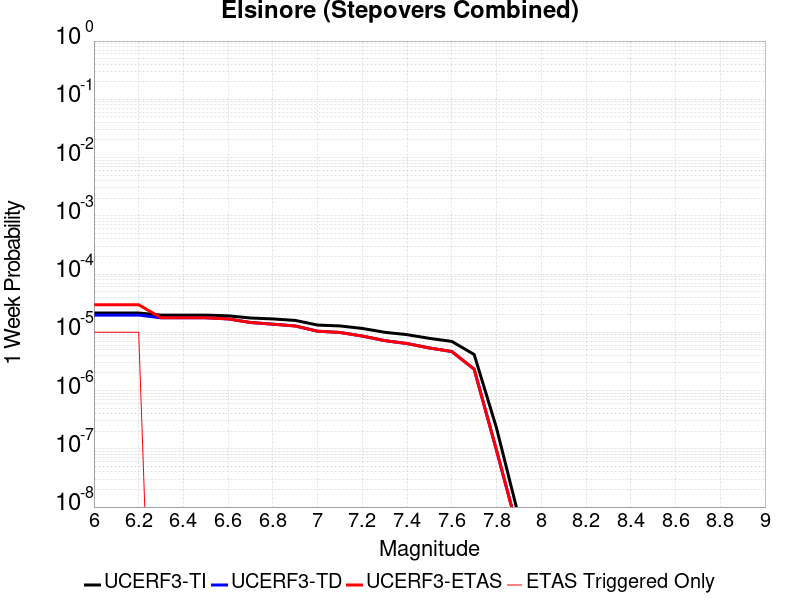 Elsinore (Stepovers Combined)
10^0
10^-1
10^-2
10^-3
10^-4
10^-5
10^-6
10^-7
10^-8
1 Week Probability
6 6.2 6.4 6.6 6.8 7 7.2 7.4 7.6 7.8 8 8.2 8.4 8.6 8.8 9
Magnitude
UCERF3-TI UCERF3-TD UCERF3-ETAS ETAS Triggered Only